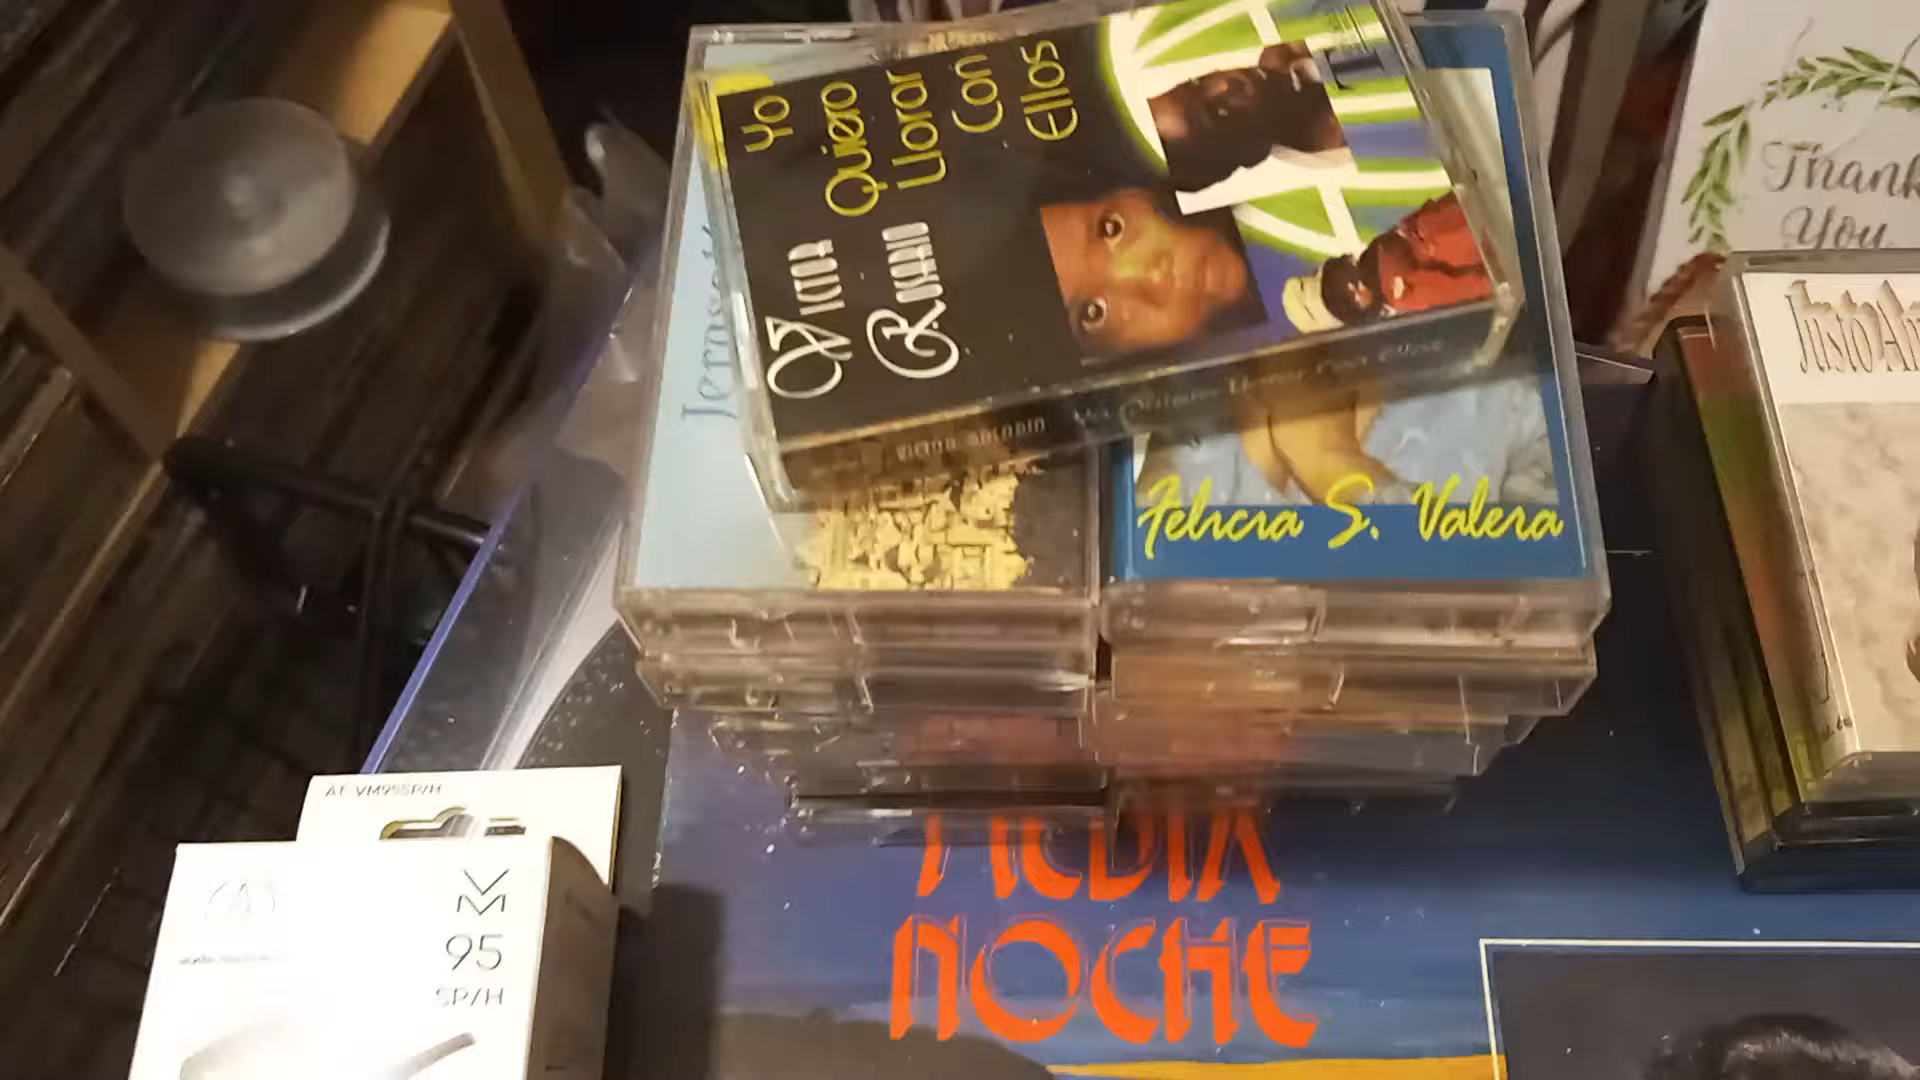 Yo
Quiero
Llorar
Con
Ellos
Victor
Rosario
Felicia S. Valera
Thank
You
Justo
AT-VM95SP/H
VM
95
SP/H
MEDIA
NOCHE